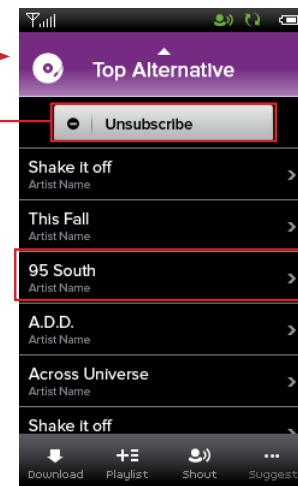 Top Alternative
Unsubscribe
Shake it off
Artist Name
This Fall
Artist Name
95 South
Artist Name
A.D.D.
Artist Name
Across Universe
Artist Name
Shake it off
Download Playlist Shout Suggest